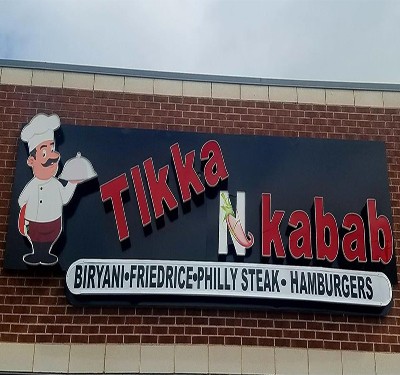 TIkka
N kabab
BIRYANI•FRIEDRICE•PHILLY STEAK• HAMBURGERS